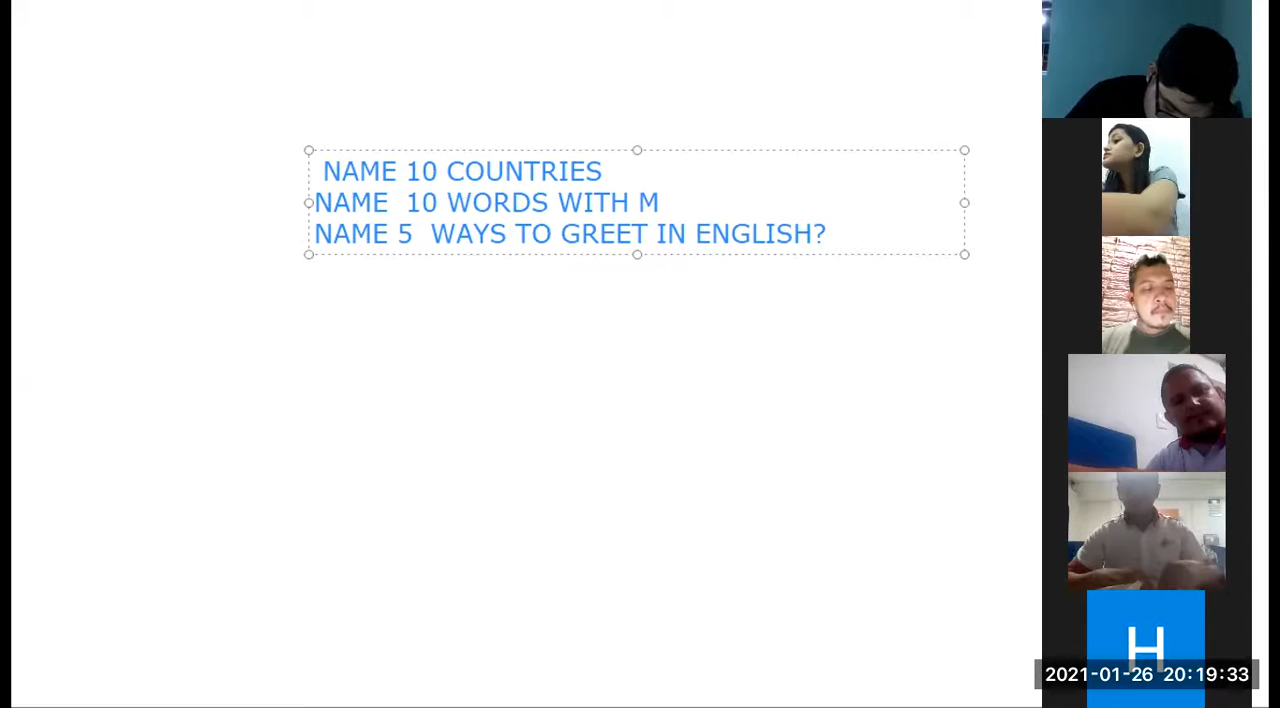 NAME 10 COUNTRIES
NAME  10 WORDS WITH M
NAME 5  WAYS TO GREET IN ENGLISH?
H
2021-01-26 20:19:33